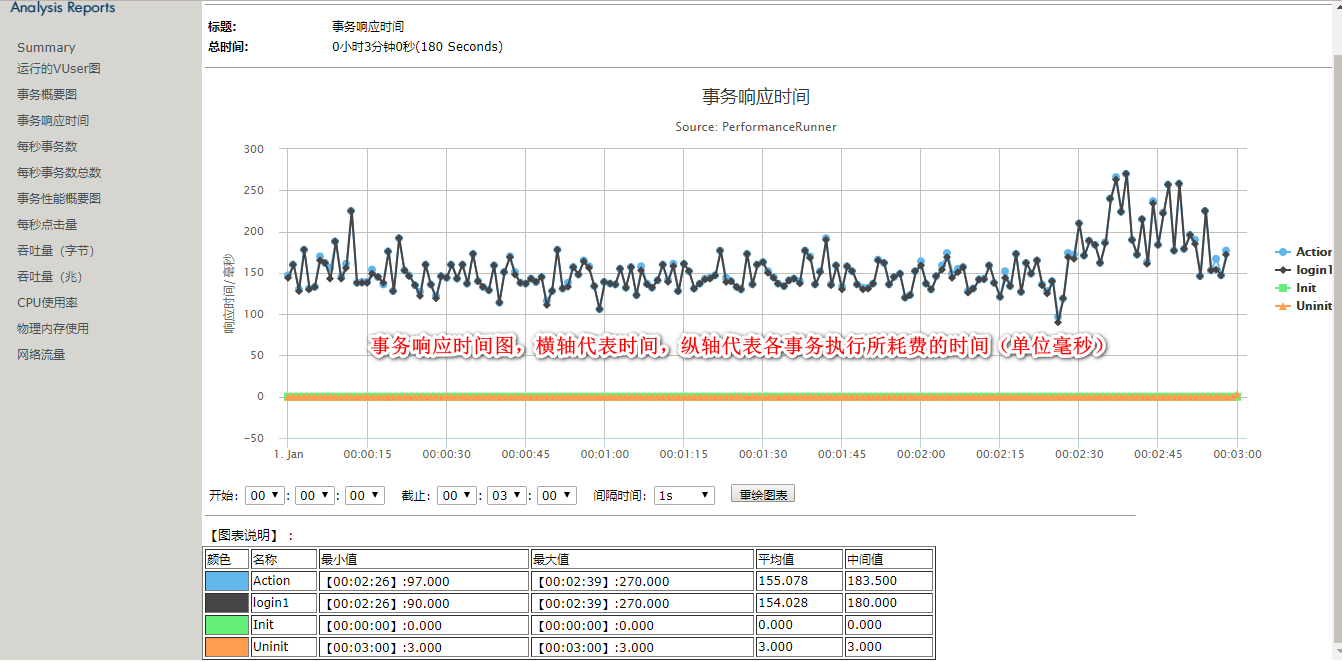 Analysis Reports
Summary
运行的VUser图
事务概要图
事务响应时间
每秒事务数
每秒事务数总数
事务性能概要图
每秒点击量
吞吐量（字节）
吞吐量（兆）
CPU使用率
物理内存使用
网络流量
标题: 事务响应时间
总时间: 0小时3分钟0秒(180 Seconds)
事务响应时间
Source: PerformanceRunner
响应时间/毫秒
300
250
200
150
100
50
0
-50
1. Jan 00:00:15 00:00:30 00:00:45 00:01:00 00:01:15 00:01:30 00:01:45 00:02:00 00:02:15 00:02:30 00:02:45 00:03:00
Action
login1
Init
Uninit
事务响应时间图，横轴代表时间，纵轴代表各事务执行所耗费的时间（单位毫秒）
开始: 00 : 00 : 00 截止: 00 : 03 : 00 间隔时间: 1s 重绘图表
【图表说明】：
颜色 名称 最小值 最大值 平均值 中间值
Action 【00:02:26】:97.000 【00:02:39】:270.000 155.078 183.500
login1 【00:02:26】:90.000 【00:02:39】:270.000 154.028 180.000
Init 【00:00:00】:0.000 【00:00:00】:0.000 0.000 0.000
Uninit 【00:03:00】:3.000 【00:03:00】:3.000 3.000 3.000